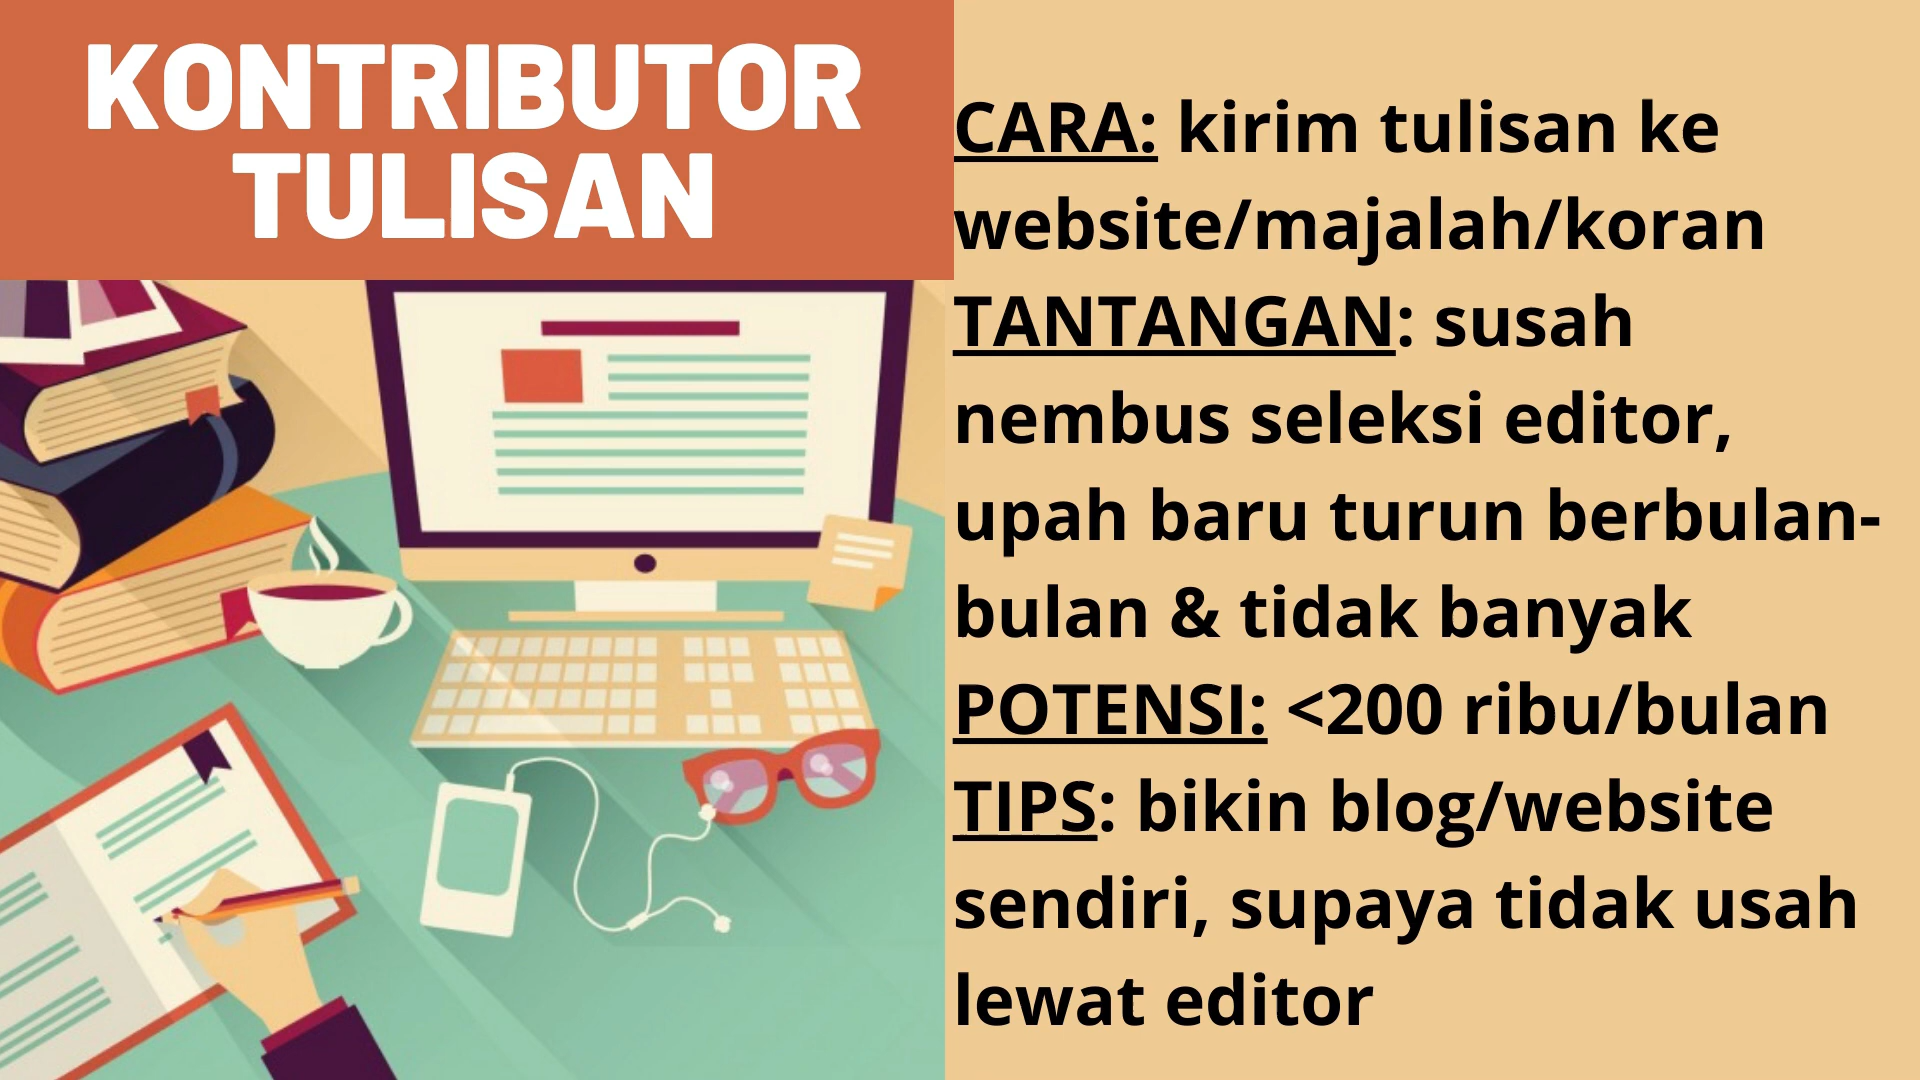 KONTRIBUTOR
TULISAN
CARA: kirim tulisan ke
website/majalah/koran
TANTANGAN: susah
nembus seleksi editor,
upah baru turun berbulan-
bulan & tidak banyak
POTENSI: <200 ribu/bulan
TIPS: bikin blog/website
sendiri, supaya tidak usah
lewat editor